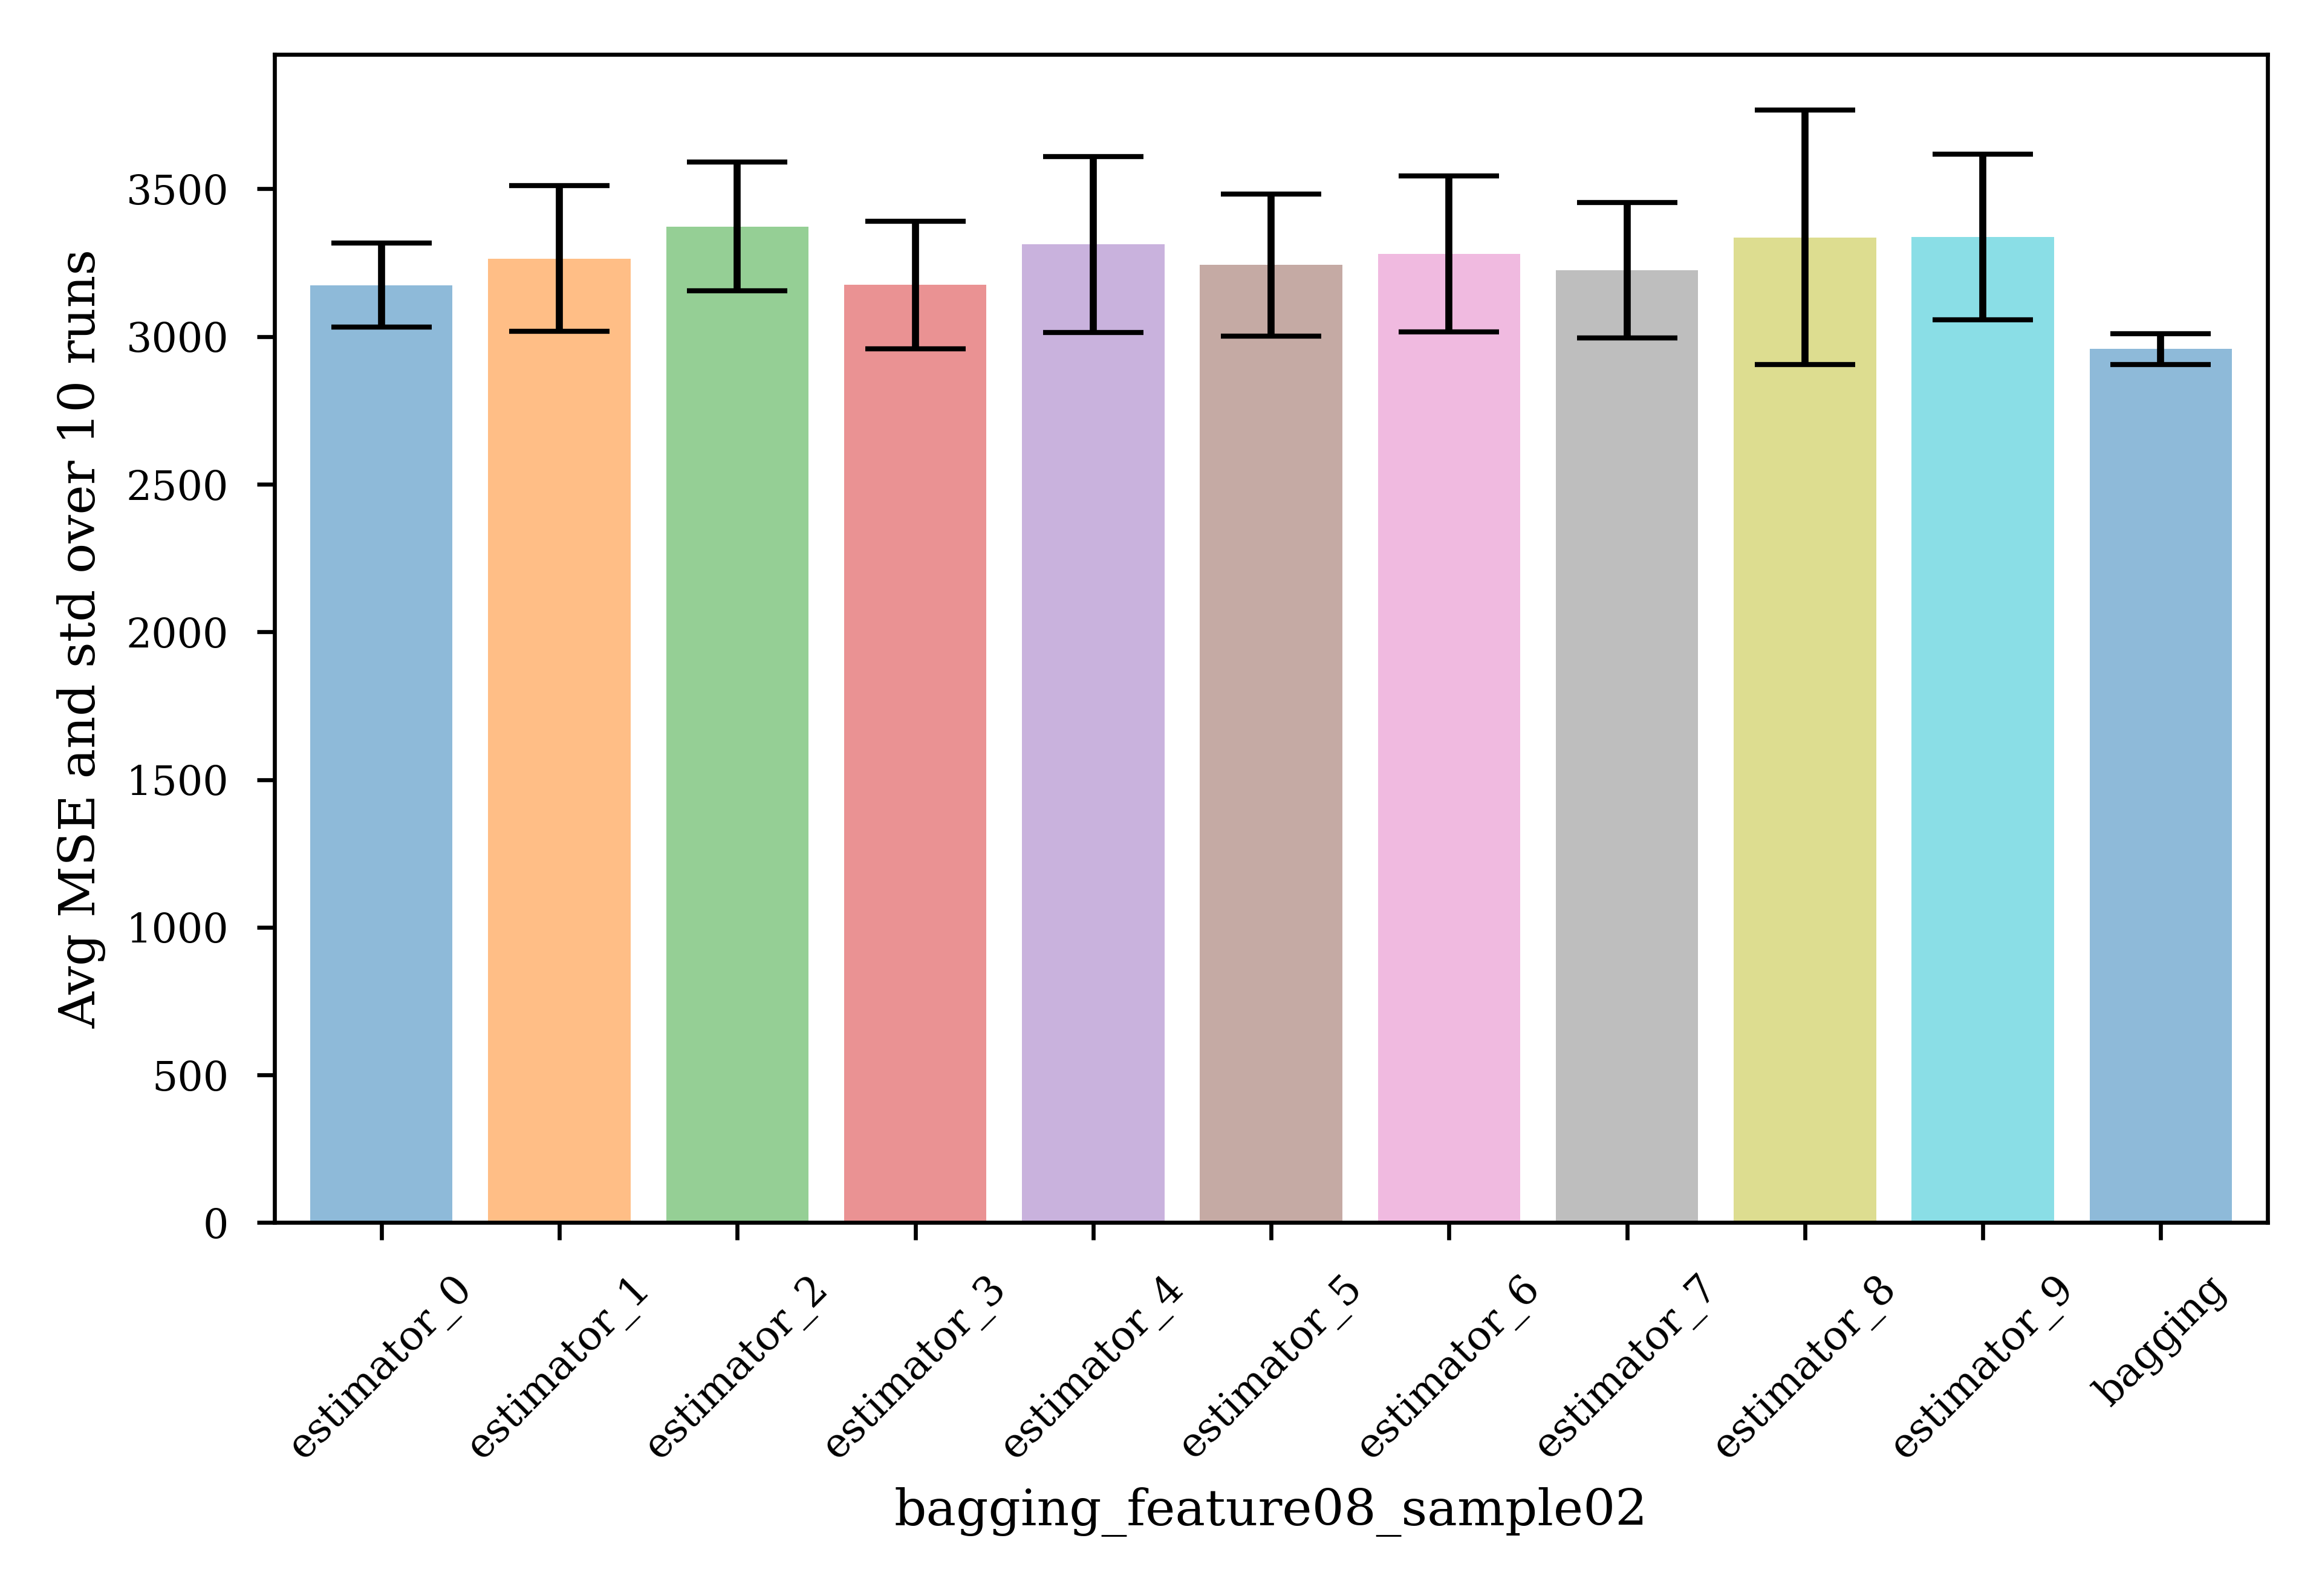 Avg MSE and std over 10 runs
3500
3000
2500
2000
1500
1000
500
0
estimator_0
estimator_1
estimator_2
estimator_3
estimator_4
estimator_5
estimator_6
estimator_7
estimator_8
estimator_9
bagging
bagging_feature08_sample02